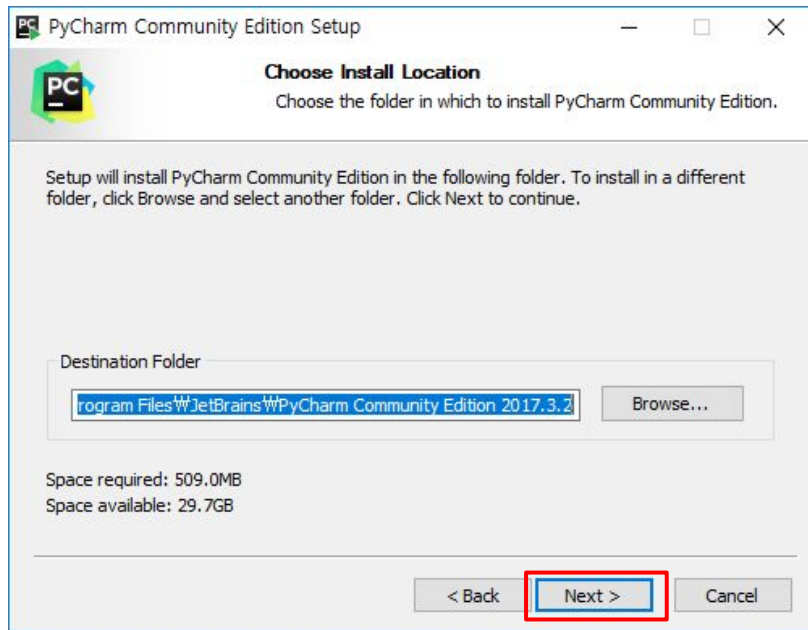 PyCharm Community Edition Setup
PC
Choose Install Location
Choose the folder in which to install PyCharm Community Edition.
Setup will install PyCharm Community Edition in the following folder. To install in a different
folder, click Browse and select another folder. Click Next to continue.
Destination Folder
rogram Files₩JetBrains₩PyCharm Community Edition 2017.3.2
Browse...
Space required: 509.0MB
Space available: 29.7GB
< Back
Next >
Cancel